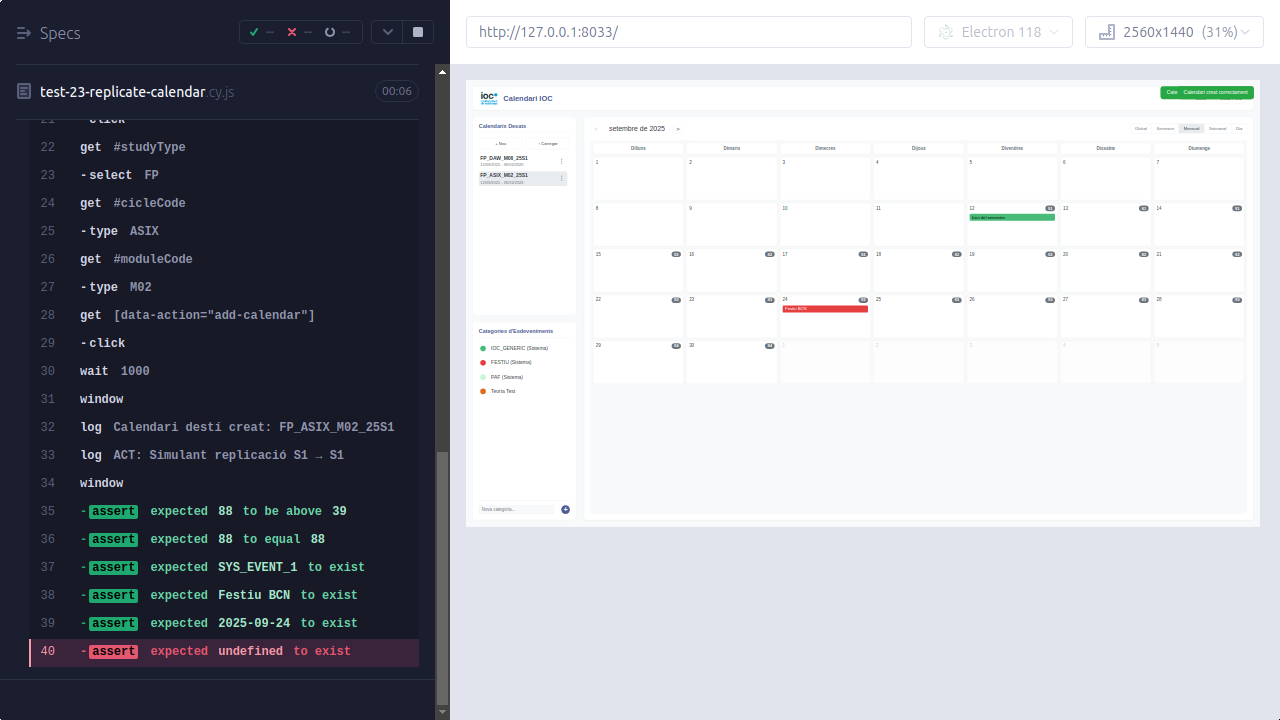 Specs
-- -- --
test-23-replicate-calendar.cy.js 00:06
21 click
22 get #studyType
23 - select FP
24 get #cicleCode
25 - type ASIX
26 get #moduleCode
27 - type M02
28 get [data-action="add-calendar"]
29 - click
30 wait 1000
31 window
32 log Calendari destí creat: FP_ASIX_M02_25S1
33 log ACT: Simulant replicació S1 → S1
34 window
35 - assert expected 88 to be above 39
36 - assert expected 88 to equal 88
37 - assert expected SYS_EVENT_1 to exist
38 - assert expected Festiu BCN to exist
39 - assert expected 2025-09-24 to exist
40 - assert expected undefined to exist
http://127.0.0.1:8033/
Electron 118
2560x1440 (31%)
ioc
Calendari IOC
Calendari creat correctament
Calendaris Desats
+ Nou
Carregar
FP_DAW_M06_25S1
FP_ASIX_M02_25S1
‹ setembre de 2025 >
Global Semestre Mensual Setmanal Dia
Dilluns Dimarts Dimecres Dijous Divendres Dissabte Diumenge
1 2 3 4 5 6 7
8 9 10 11 12 13 14
Inici del semestre
15 16 17 18 19 20 21
22 23 24 25 26 27 28
Festiu BCN
29 30 1 2 3 4 5
Categories d'Esdeveniments
IOC_GENERIC (Sistema)
FESTIU (Sistema)
PAF (Sistema)
Teoria Test
Nova categoria...
+